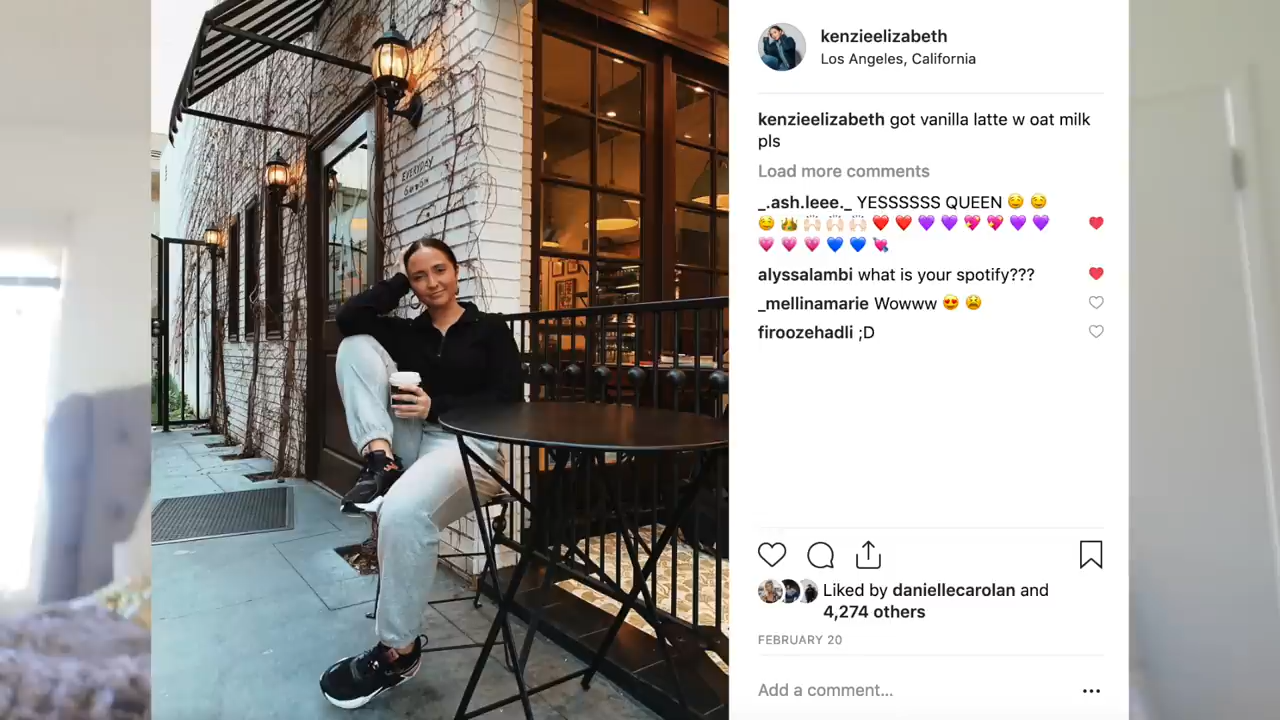 EVERYDAY
kenzieelizabeth
Los Angeles, California
kenzieelizabeth got vanilla latte w oat milk
pls
Load more comments
_.ash.leee._ YESSSSSS QUEEN ☺️ ☺️
☺️ 👑 🙌🏻 🙌🏻 🙌🏻 ❤️ ❤️ 💜 💜 💖 💖 💜 💜
💗 💗 💗 💙 💙 💘
alyssalambi what is your spotify???
_mellinamarie Wowww 😍 😫
firoozehadli ;D
Liked by daniellecarolan and
4,274 others
FEBRUARY 20
Add a comment...